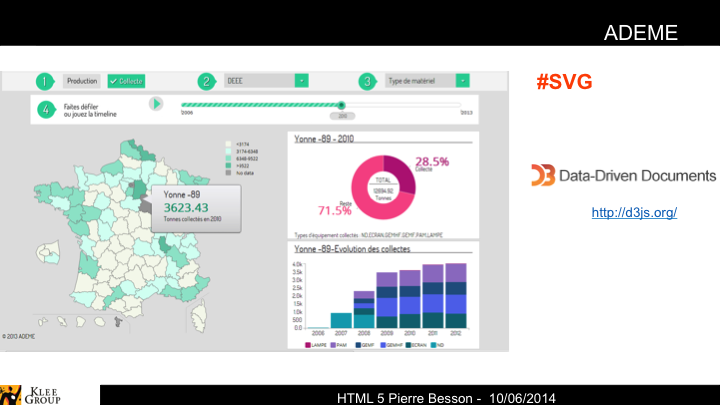 ADEME
1 Production ✓ Collecte 2 DEEE 3 Type de matériel
4 Faites défiler
ou jouez la timeline
2006 2010 2013
#SVG
<3174
3174-6348
6348-9522
>9522
No data
Yonne -89
3623.43
Tonnes collectés en 2010
Yonne -89 - 2010
28.5%
Collecte
TOTAL
Tonnes
Reste
71.5%
Types d'équipement collectés : ND,ECRAN,GEMHF,GEMF,PAM,LAMPE
Yonne -89-Evolution des collectes
4.0k
3.5k
3.0k
2.5k
2.0k
1.5k
1.0k
500
0.0
2006 2007 2008 2009 2010 2011 2012
LAMPE PAM GEMF GEMHF ECRAN ND
© 2013 ADEME
D3 Data-Driven Documents
http://d3js.org/
KLEE
GROUP
HTML 5 Pierre Besson - 10/06/2014